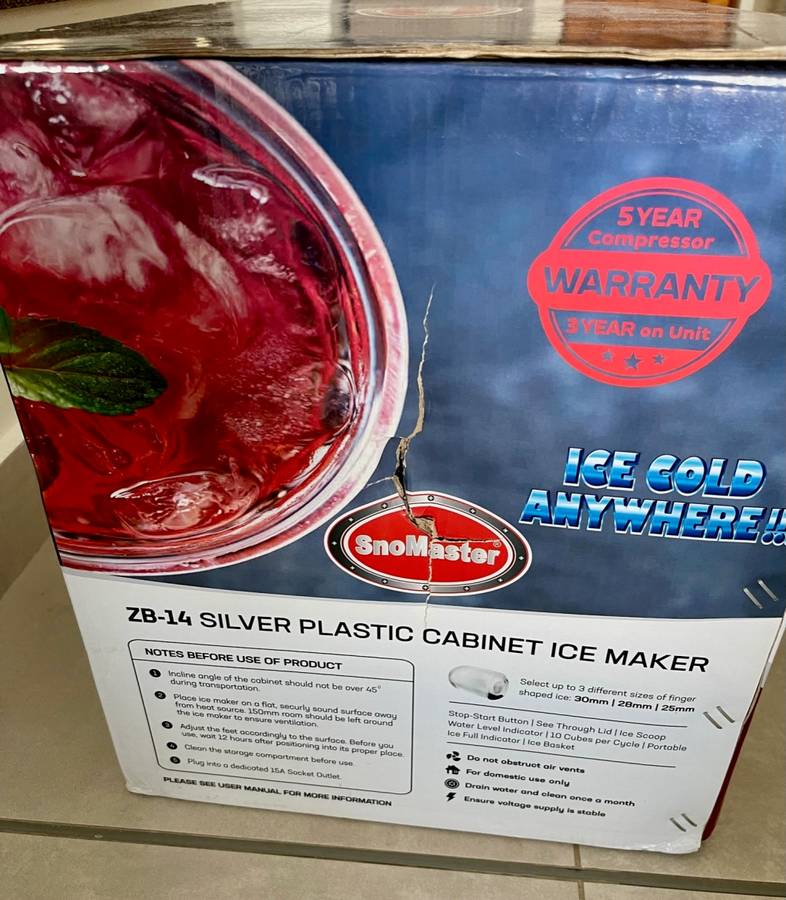 5 YEAR
Compressor
WARRANTY
3 YEAR on Unit
ICE COLD
ANYWHERE!!
SnoMaster®
ZB-14 SILVER PLASTIC CABINET ICE MAKER
NOTES BEFORE USE OF PRODUCT
1 Incline angle of the cabinet should not be over 45°
during transportation.
2 Place ice maker on a flat, securly sound surface away
from heat source. 150mm room should be left around
the ice maker to ensure ventilation.
3 Adjust the feet accordingly to the surface. Before you
use, wait 12 hours after positioning into its proper place.
4 Clean the storage compartment before use.
5 Plug into a dedicated 15A Socket Outlet.
PLEASE SEE USER MANUAL FOR MORE INFORMATION
Select up to 3 different sizes of finger
shaped ice: 30mm | 28mm | 25mm
Stop-Start Button | See Through Lid | Ice Scoop
Water Level Indicator | 10 Cubes per Cycle | Portable
Ice Full Indicator | Ice Basket
Do not obstruct air vents
For domestic use only
Drain water and clean once a month
Ensure voltage supply is stable